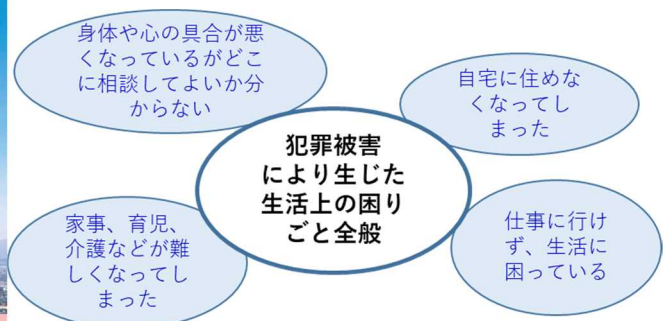 身体や心の具合が悪
くなっているがどこ
に相談してよいか分
からない
自宅に住めな
くなってし
まった
犯罪被害
により生じた
生活上の困り
ごと全般
家事、育児、
介護などが難
しくなってし
まった
仕事に行け
ず、生活に
困っている